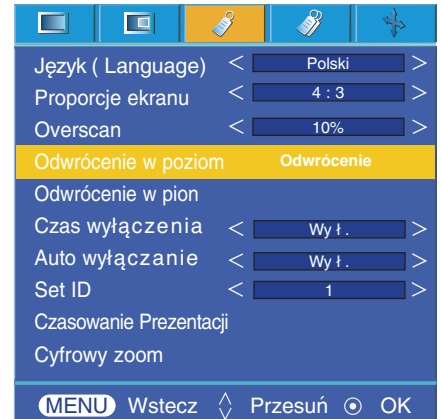 Język ( Language) < Polski >
Proporcje ekranu < 4 : 3 >
Overscan < 10% >
Odwrócenie w poziom Odwrócenie
Odwrócenie w pion
Czas wyłączenia < Wy ł . >
Auto wyłączanie < Wy ł . >
Set ID < 1 >
Czasowanie Prezentacji
Cyfrowy zoom
MENU Wstecz Przesuń OK